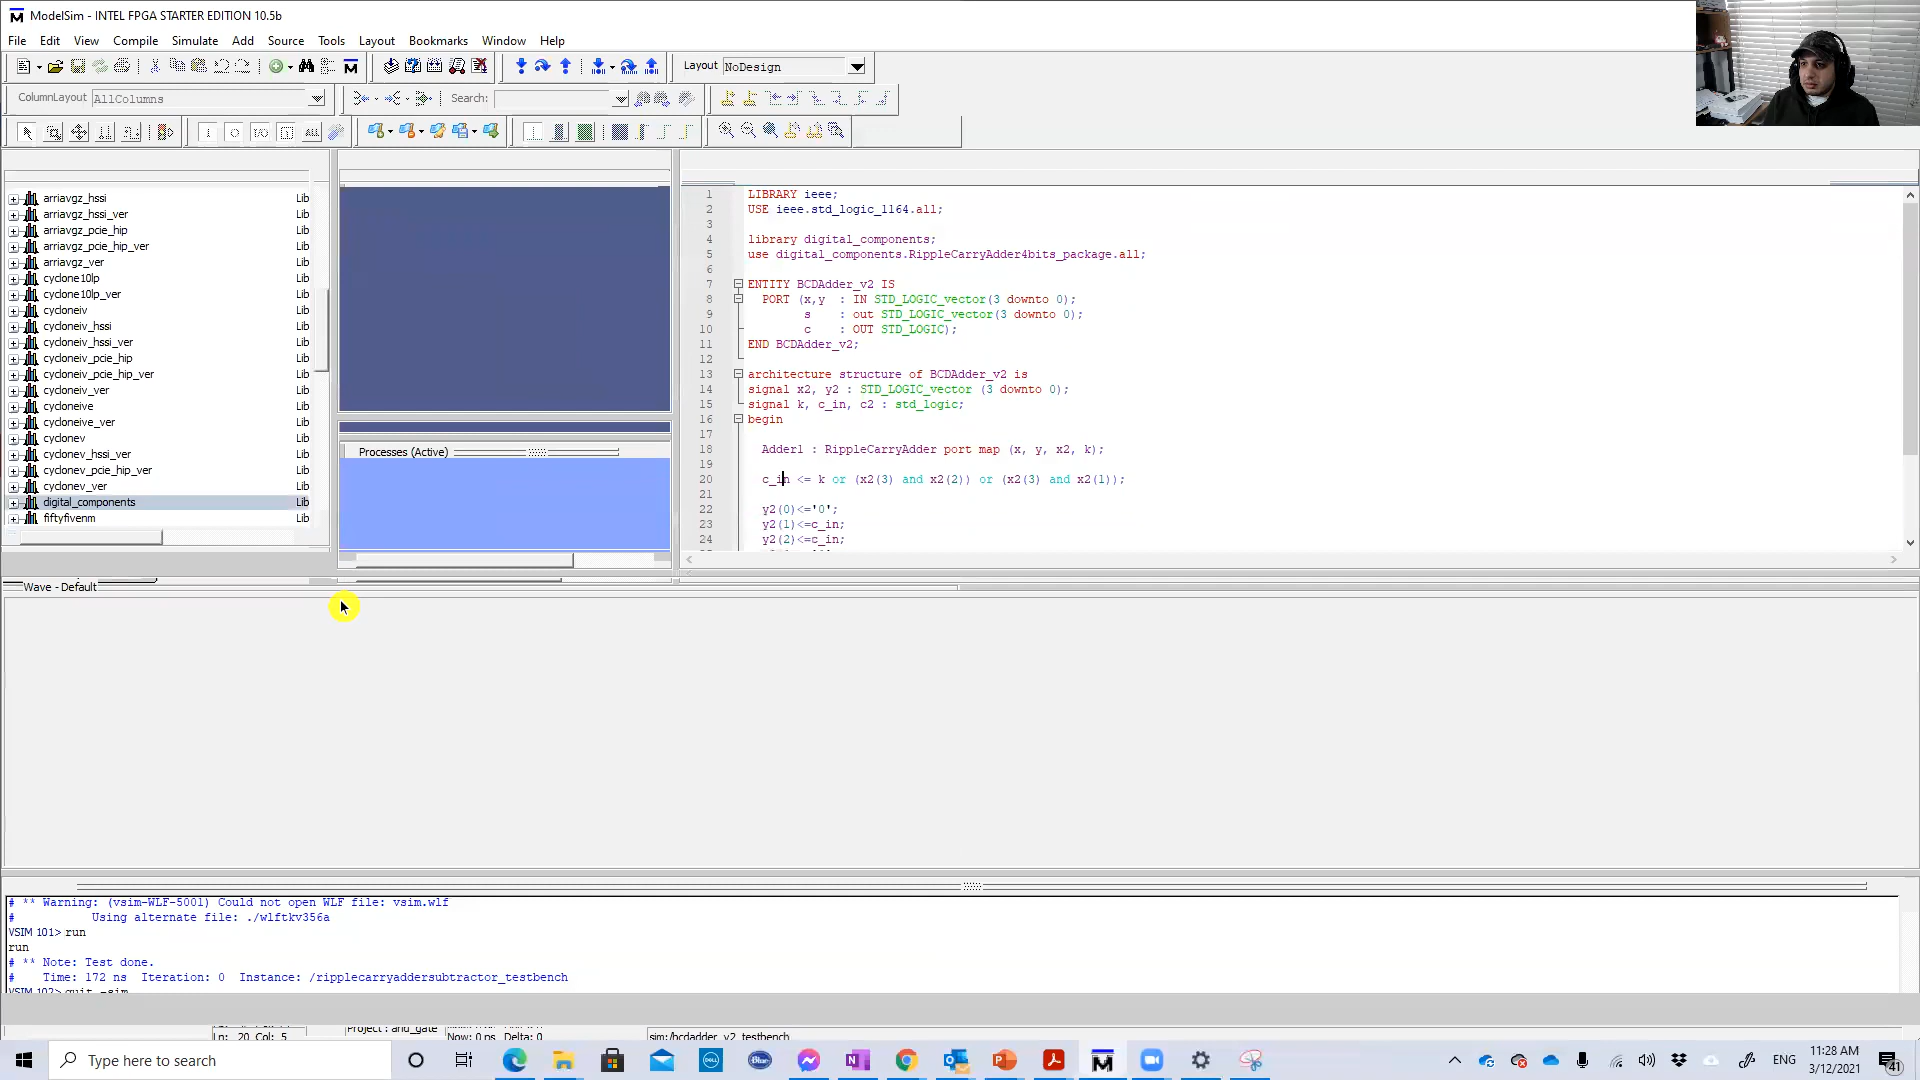 ModelSim - INTEL FPGA STARTER EDITION 10.5b
File Edit View Compile Simulate Add Source Tools Layout Bookmarks Window Help
Layout NoDesign
ColumnLayout AllColumns
Search:
arriavgz_hssi Lib
arriavgz_hssi_ver Lib
arriavgz_pcie_hip Lib
arriavgz_pcie_hip_ver Lib
arriavgz_ver Lib
cyclone10lp Lib
cyclone10lp_ver Lib
cycloneiv Lib
cycloneiv_hssi Lib
cycloneiv_hssi_ver Lib
cycloneiv_pcie_hip Lib
cycloneiv_pcie_hip_ver Lib
cycloneiv_ver Lib
cycloneive Lib
cycloneive_ver Lib
cyclonev Lib
cyclonev_hssi_ver Lib
cyclonev_pcie_hip_ver Lib
cyclonev_ver Lib
digital_components Lib
fiftyfivenm Lib
Processes (Active)
1 LIBRARY ieee;
2 USE ieee.std_logic_1164.all;
3
4 library digital_components;
5 use digital_components.RippleCarryAdder4bits_package.all;
6
7 ENTITY BCDAdder_v2 IS
8 PORT (x,y : IN STD_LOGIC_vector(3 downto 0);
9 s : out STD_LOGIC_vector(3 downto 0);
10 c : OUT STD_LOGIC);
11 END BCDAdder_v2;
12
13 architecture structure of BCDAdder_v2 is
14 signal x2, y2 : STD_LOGIC_vector (3 downto 0);
15 signal k, c_in, c2 : std_logic;
16 begin
17
18 Adder1 : RippleCarryAdder port map (x, y, x2, k);
19
20 c_in <= k or (x2(3) and x2(2)) or (x2(3) and x2(1));
21
22 y2(0)<='0';
23 y2(1)<=c_in;
24 y2(2)<=c_in;
Wave - Default
# ** Warning: (vsim-WLF-5001) Could not open WLF file: vsim.wlf
# Using alternate file: ./wlftkv356a
VSIM 101> run
run
# ** Note: Test done.
# Time: 172 ns Iteration: 0 Instance: /ripplecarryaddersubtractor_testbench
VSIM 102> quit -sim
Ln: 20 Col: 5
Project : and_gate
Now: 0 ns Delta: 0
sim:/bcdadder_v2_testbench
Type here to search
ENG
11:28 AM
3/12/2021
41